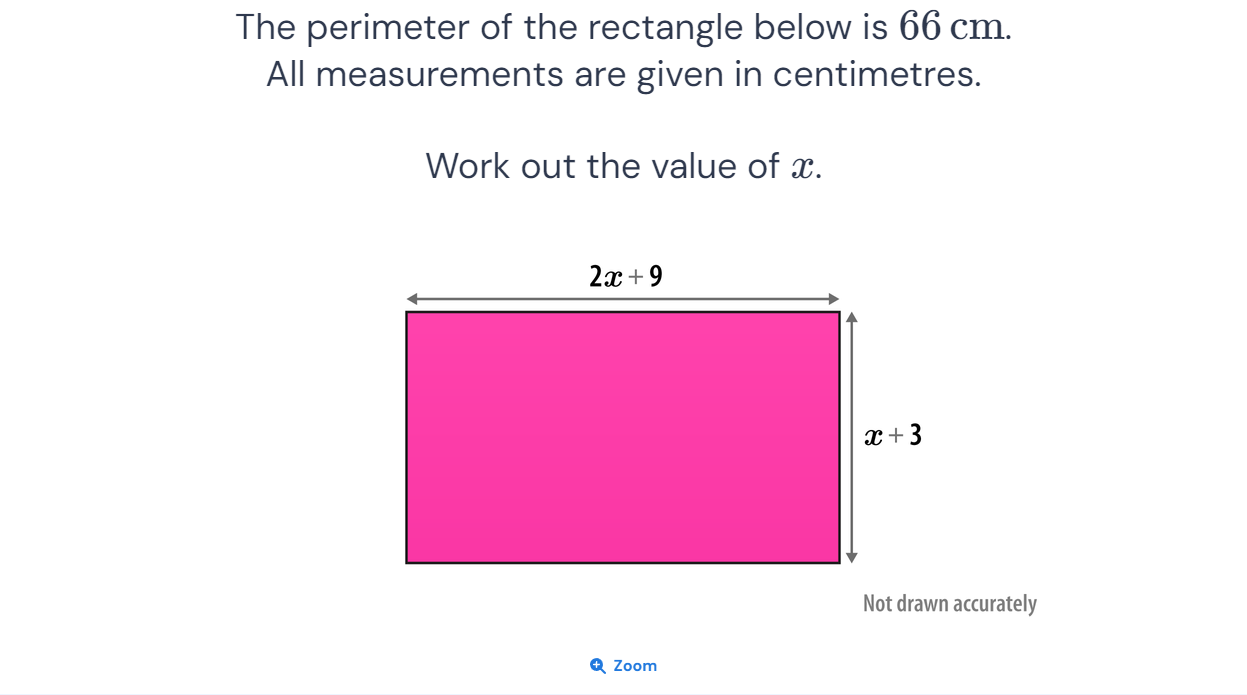 The perimeter of the rectangle below is 66 cm.
All measurements are given in centimetres.
Work out the value of x.
2x + 9
x + 3
Not drawn accurately
Zoom